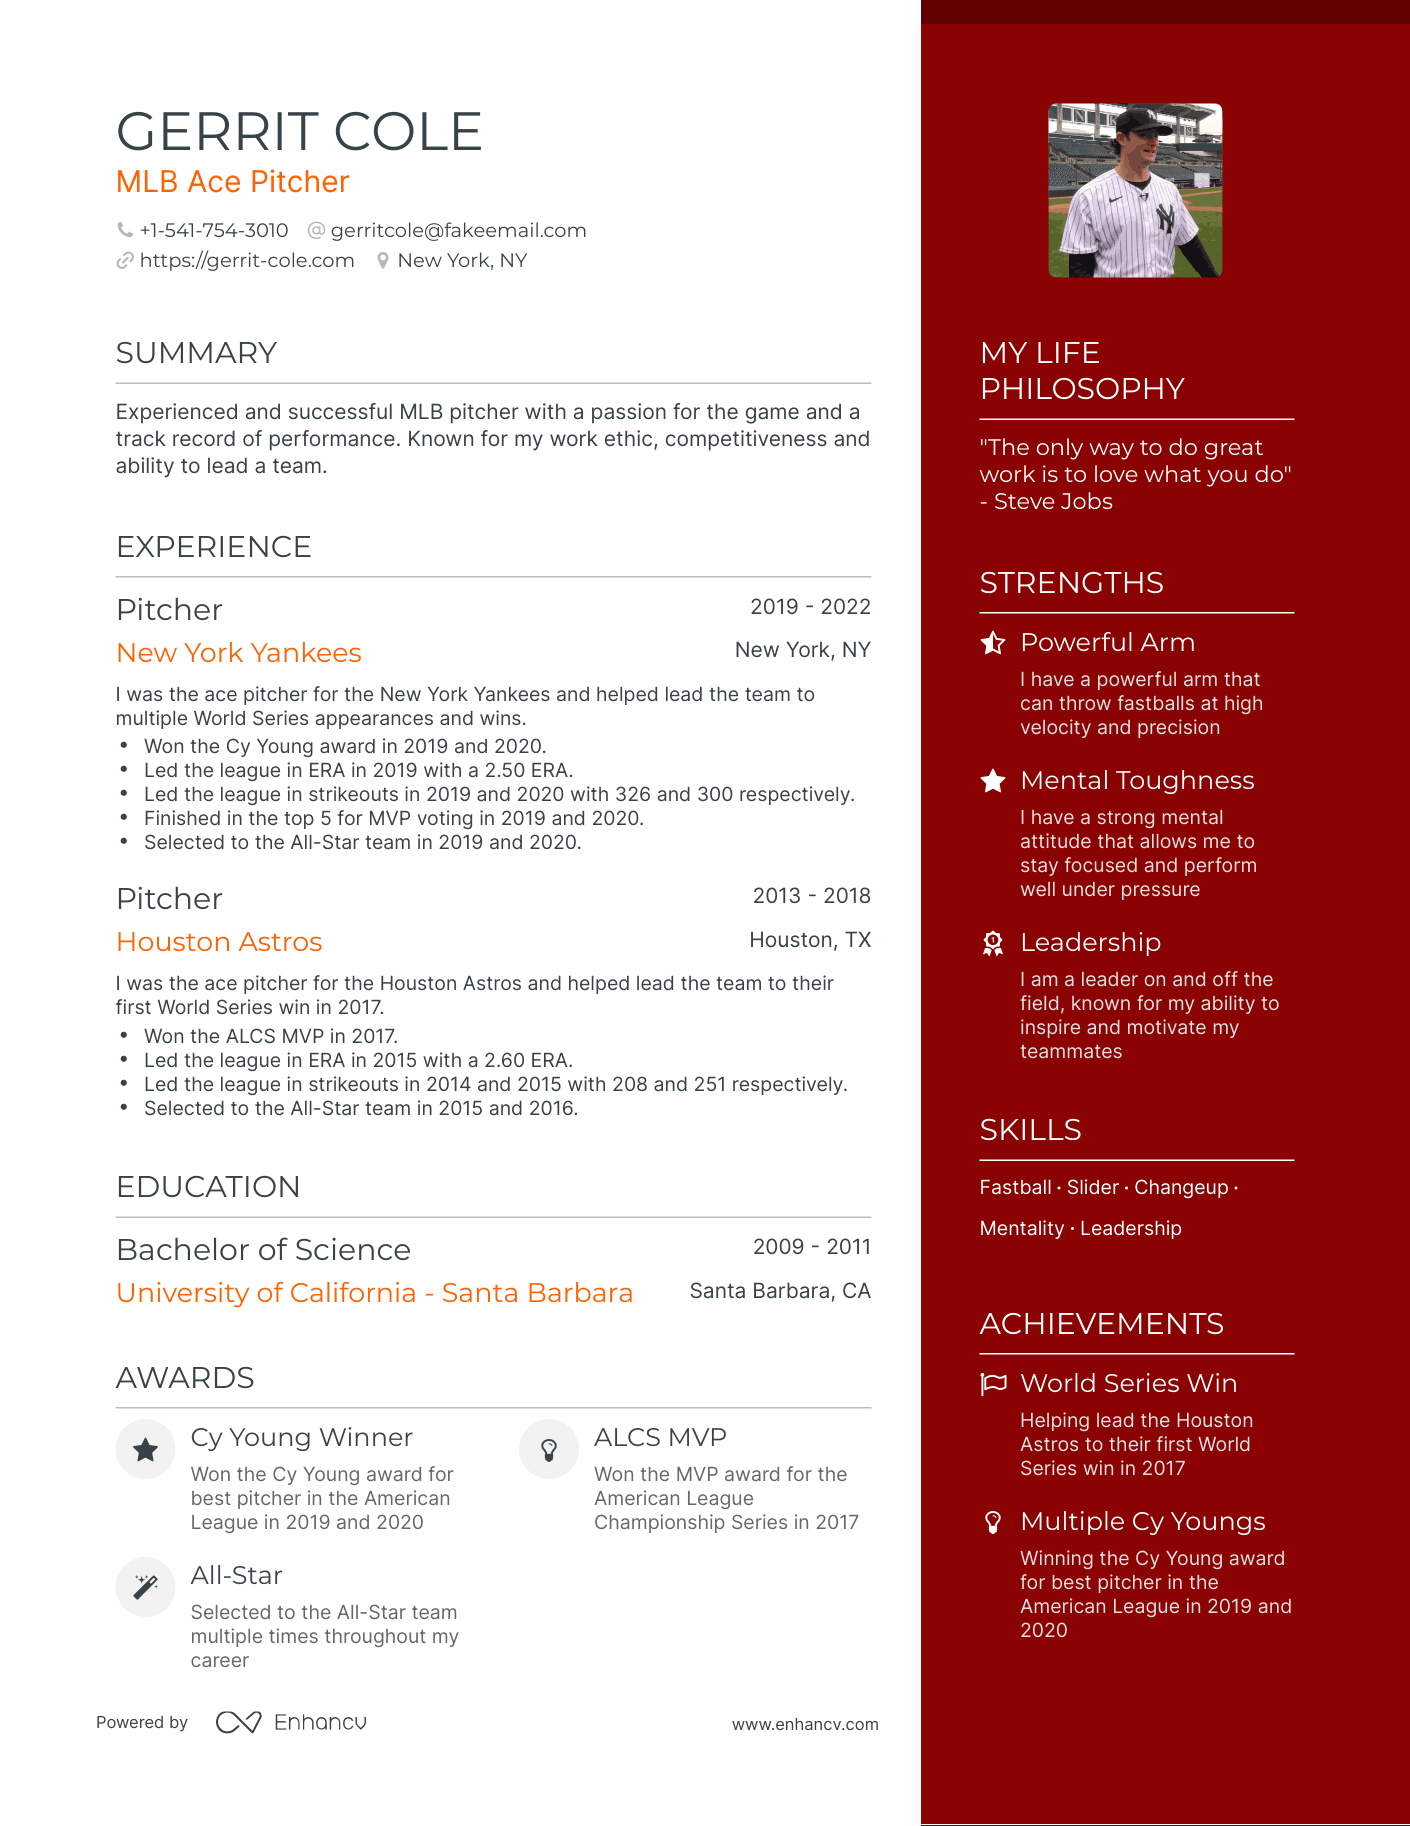 GERRIT COLE
MLB Ace Pitcher
+1-541-754-3010 @ gerritcole@fakeemail.com
https://gerrit-cole.com New York, NY
SUMMARY
Experienced and successful MLB pitcher with a passion for the game and a
track record of performance. Known for my work ethic, competitiveness and
ability to lead a team.
EXPERIENCE
Pitcher 2019 - 2022
New York Yankees New York, NY
I was the ace pitcher for the New York Yankees and helped lead the team to
multiple World Series appearances and wins.
• Won the Cy Young award in 2019 and 2020.
• Led the league in ERA in 2019 with a 2.50 ERA.
• Led the league in strikeouts in 2019 and 2020 with 326 and 300 respectively.
• Finished in the top 5 for MVP voting in 2019 and 2020.
• Selected to the All-Star team in 2019 and 2020.
Pitcher 2013 - 2018
Houston Astros Houston, TX
I was the ace pitcher for the Houston Astros and helped lead the team to their
first World Series win in 2017.
• Won the ALCS MVP in 2017.
• Led the league in ERA in 2015 with a 2.60 ERA.
• Led the league in strikeouts in 2014 and 2015 with 208 and 251 respectively.
• Selected to the All-Star team in 2015 and 2016.
EDUCATION
Bachelor of Science 2009 - 2011
University of California - Santa Barbara Santa Barbara, CA
AWARDS
Cy Young Winner
Won the Cy Young award for
best pitcher in the American
League in 2019 and 2020
ALCS MVP
Won the MVP award for the
American League
Championship Series in 2017
All-Star
Selected to the All-Star team
multiple times throughout my
career
Powered by Enhancv www.enhancv.com
NY
MY LIFE
PHILOSOPHY
"The only way to do great
work is to love what you do"
- Steve Jobs
STRENGTHS
Powerful Arm
I have a powerful arm that
can throw fastballs at high
velocity and precision
Mental Toughness
I have a strong mental
attitude that allows me to
stay focused and perform
well under pressure
Leadership
I am a leader on and off the
field, known for my ability to
inspire and motivate my
teammates
SKILLS
Fastball · Slider · Changeup ·
Mentality · Leadership
ACHIEVEMENTS
World Series Win
Helping lead the Houston
Astros to their first World
Series win in 2017
Multiple Cy Youngs
Winning the Cy Young award
for best pitcher in the
American League in 2019 and
2020